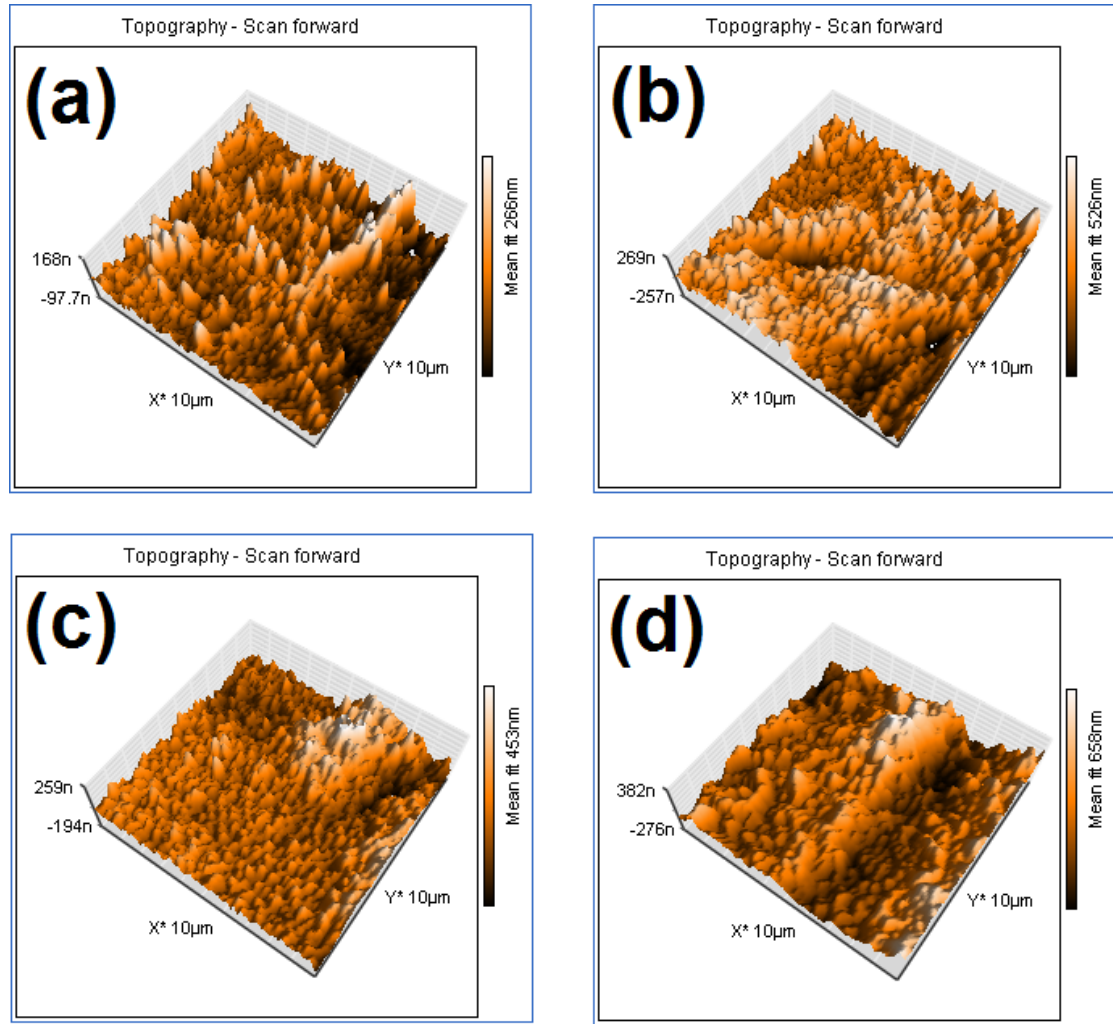 Topography - Scan forward
(a)
168n
-97.7n
X* 10µm
Y* 10µm
Mean fit 266nm
Topography - Scan forward
(b)
269n
-257n
X* 10µm
Y* 10µm
Mean fit 526nm
Topography - Scan forward
(c)
259n
-194n
X* 10µm
Y* 10µm
Mean fit 453nm
Topography - Scan forward
(d)
382n
-276n
X* 10µm
Y* 10µm
Mean fit 658nm